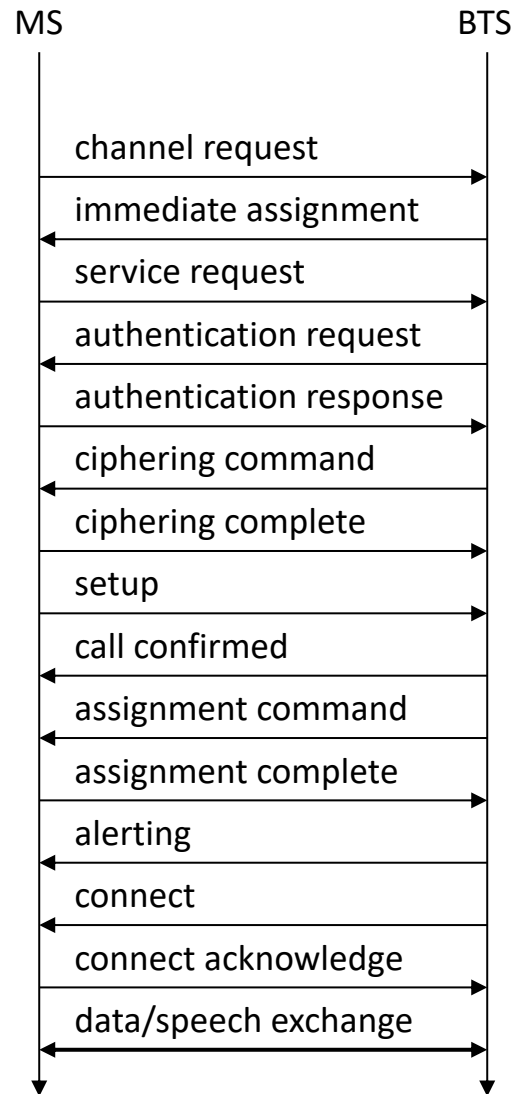 MS
BTS
channel request
immediate assignment
service request
authentication request
authentication response
ciphering command
ciphering complete
setup
call confirmed
assignment command
assignment complete
alerting
connect
connect acknowledge
data/speech exchange